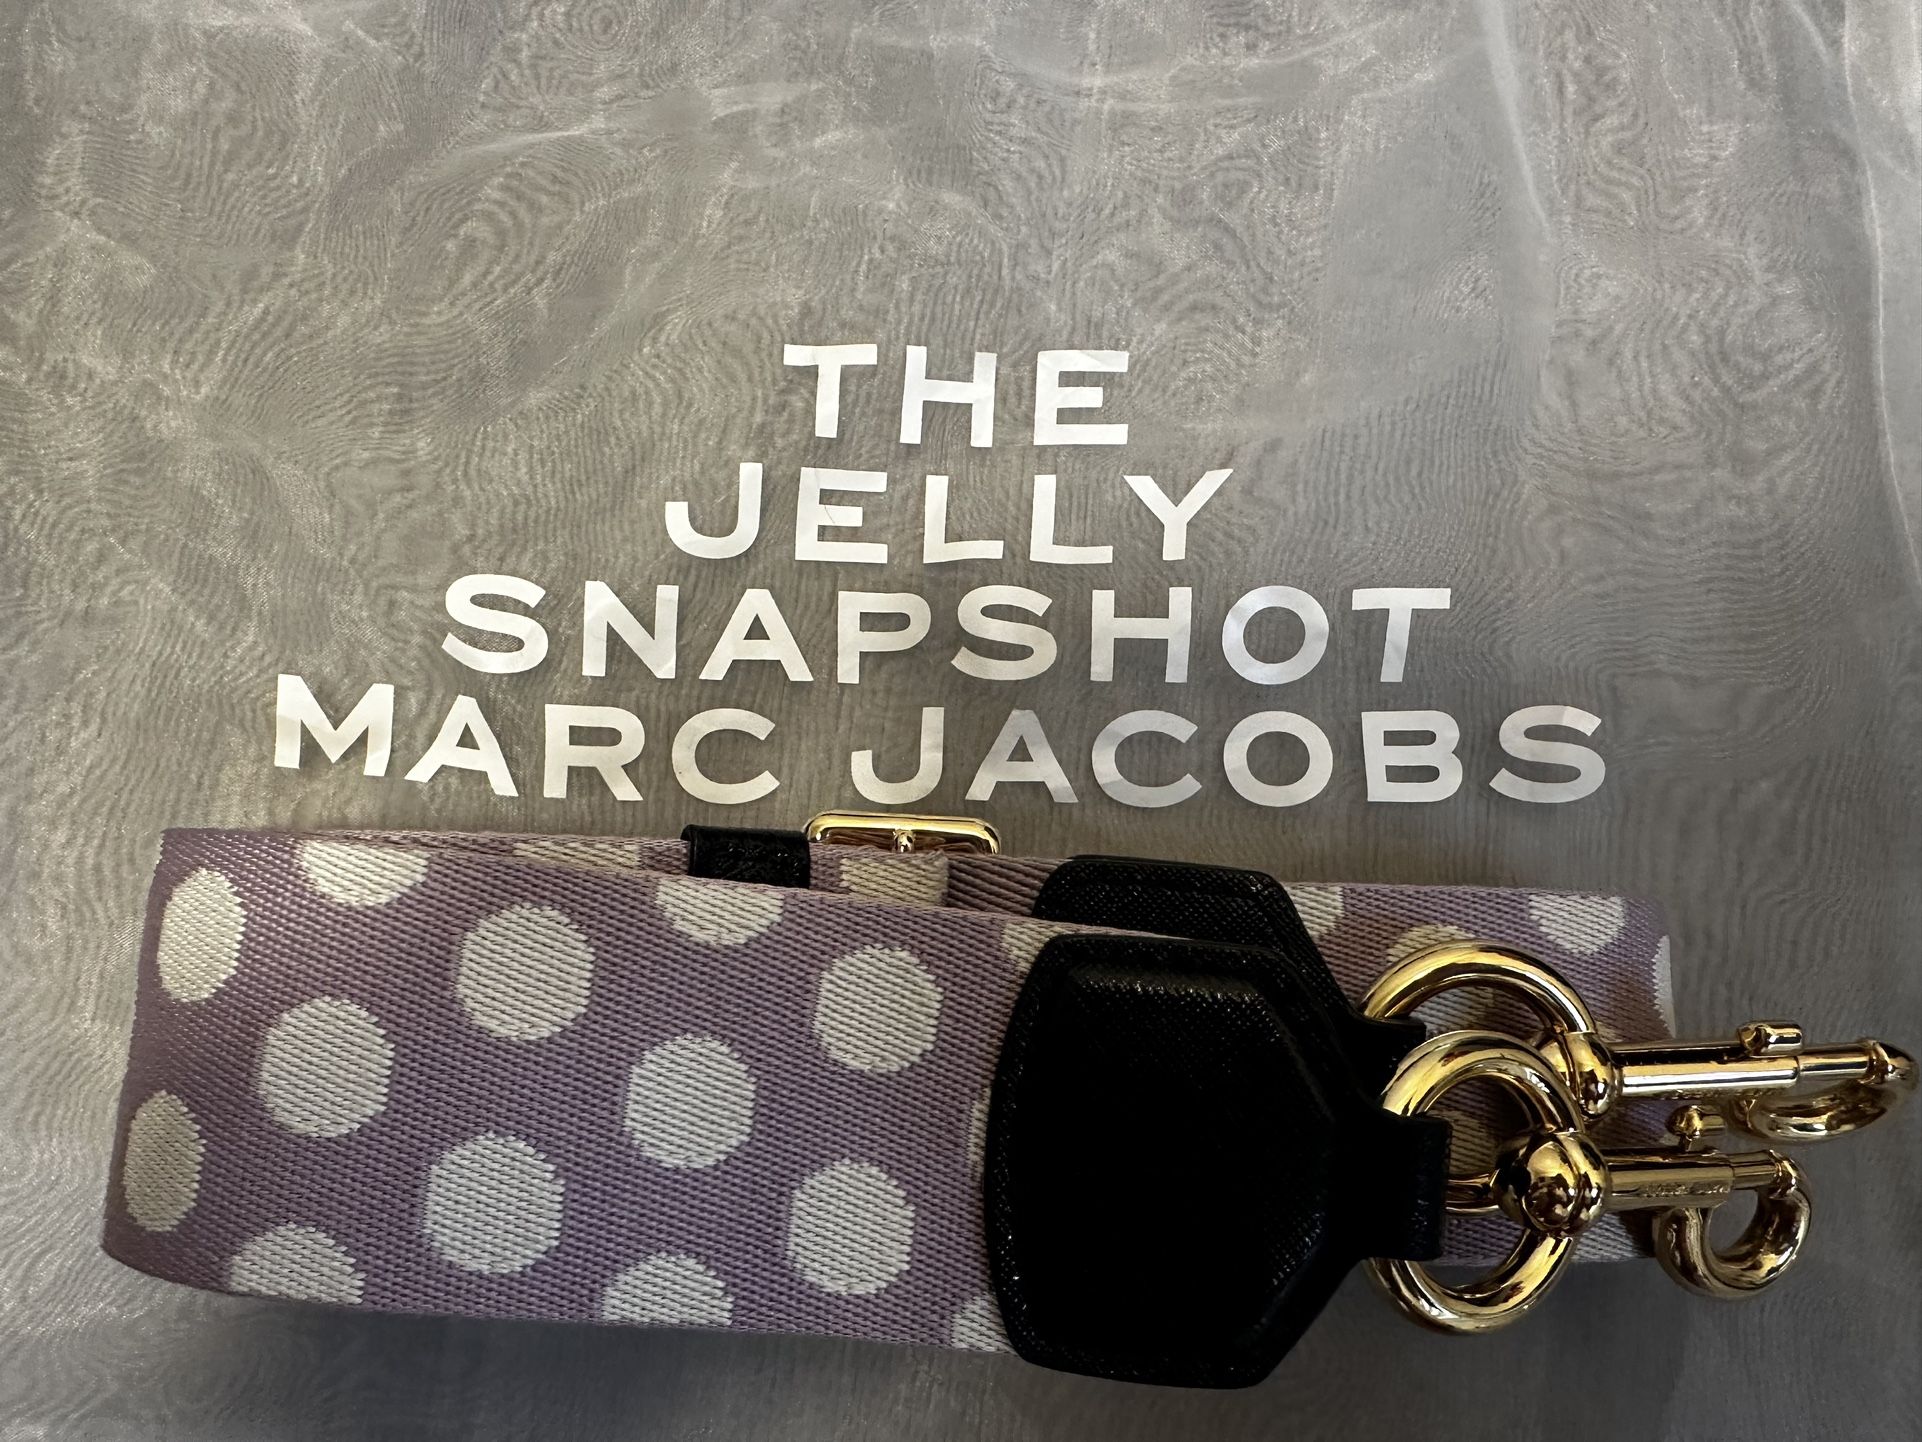 THE
JELLY
SNAPSHOT
MARC JACOBS